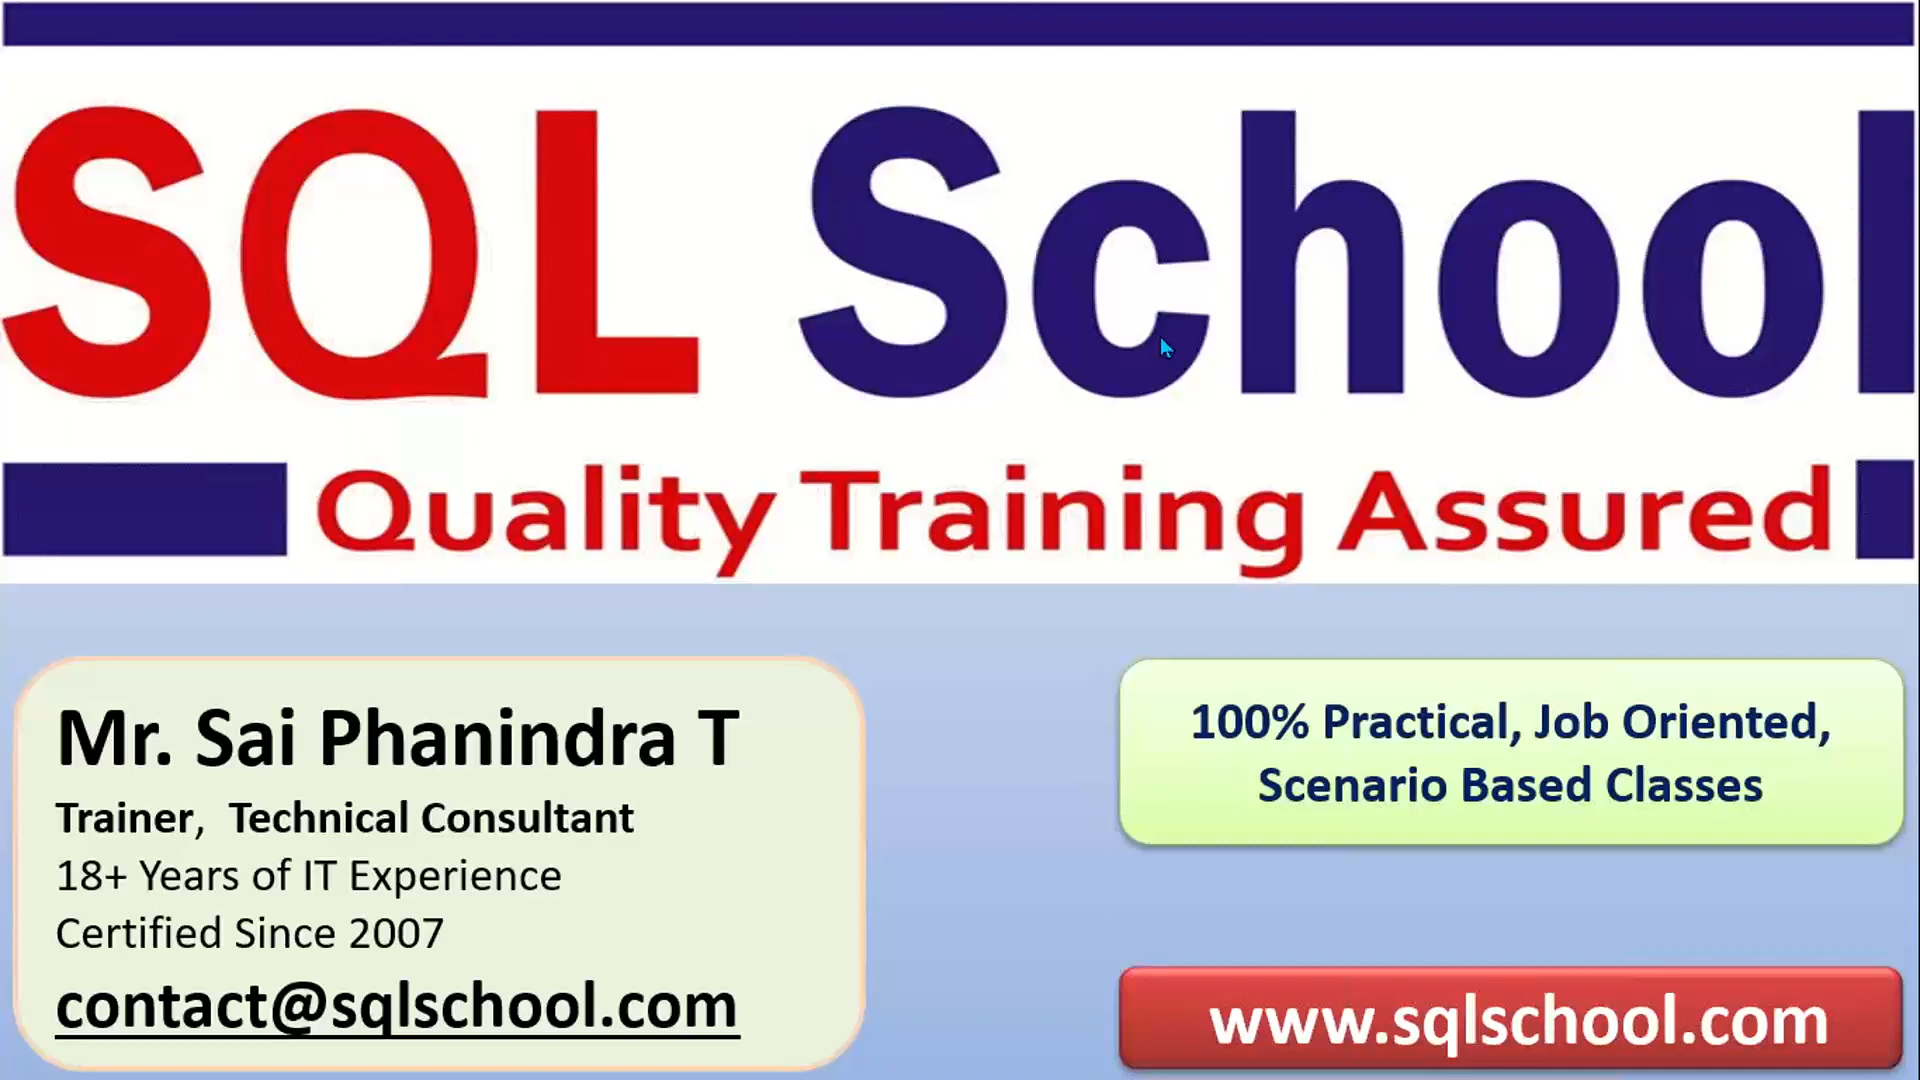 SQL School
Quality Training Assured
Mr. Sai Phanindra T
Trainer, Technical Consultant
18+ Years of IT Experience
Certified Since 2007
contact@sqlschool.com
100% Practical, Job Oriented,
Scenario Based Classes
www.sqlschool.com